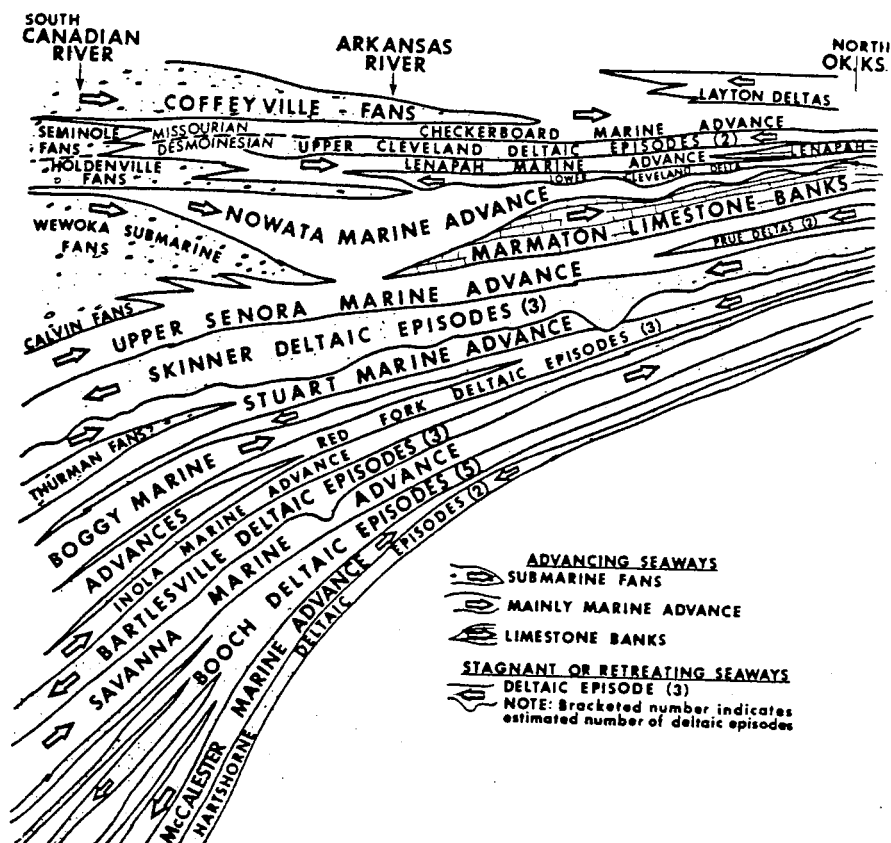 SOUTH
CANADIAN
RIVER
ARKANSAS
RIVER
NORTH
OK.KS.
COFFEYVILLE FANS
LAYTON DELTAS
SEMINOLE
FANS
MISSOURIAN
DESMOINESIAN
CHECKERBOARD MARINE ADVANCE
UPPER CLEVELAND DELTAIC EPISODES (2)
HOLDENVILLE
FANS
LENAPAH MARINE ADVANCE
LENAPAH
LOWER CLEVELAND DELTA
NOWATA MARINE ADVANCE
MARMATON LIMESTONE BANKS
WEWOKA SUBMARINE
FANS
PRUE DELTAS (2)
CALVIN FANS
UPPER SENORA MARINE ADVANCE
SKINNER DELTAIC EPISODES (3)
STUART MARINE ADVANCE
THURMAN FANS?
RED FORK DELTAIC EPISODES (3)
BOGGY MARINE
ADVANCES
INOLA MARINE ADVANCE
BARTLESVILLE DELTAIC EPISODES (3)
SAVANNA MARINE ADVANCE
BOOCH DELTAIC EPISODES (5)
McCALESTER MARINE ADVANCE
HARTSHORNE DELTAIC EPISODES (2)
ADVANCING SEAWAYS
SUBMARINE FANS
MAINLY MARINE ADVANCE
LIMESTONE BANKS
STAGNANT OR RETREATING SEAWAYS
DELTAIC EPISODE (3)
NOTE: Bracketed number indicates
estimated number of deltaic episodes